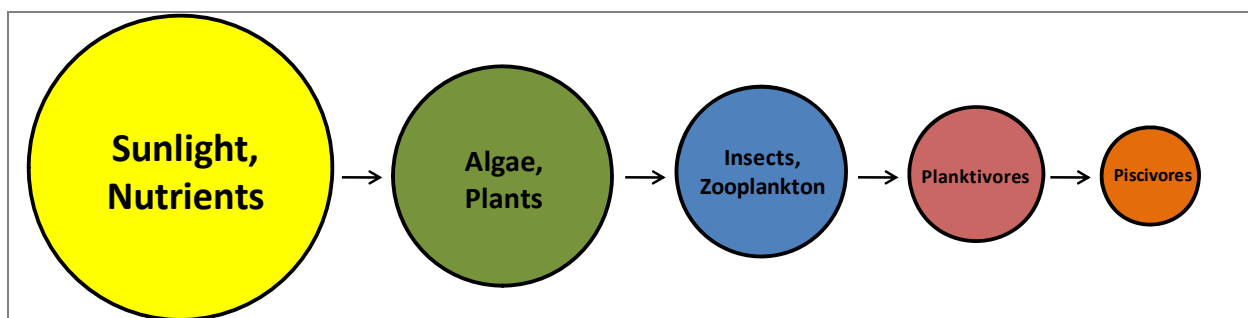 Sunlight,
Nutrients
Algae,
Plants
Insects,
Zooplankton
Planktivores
Piscivores